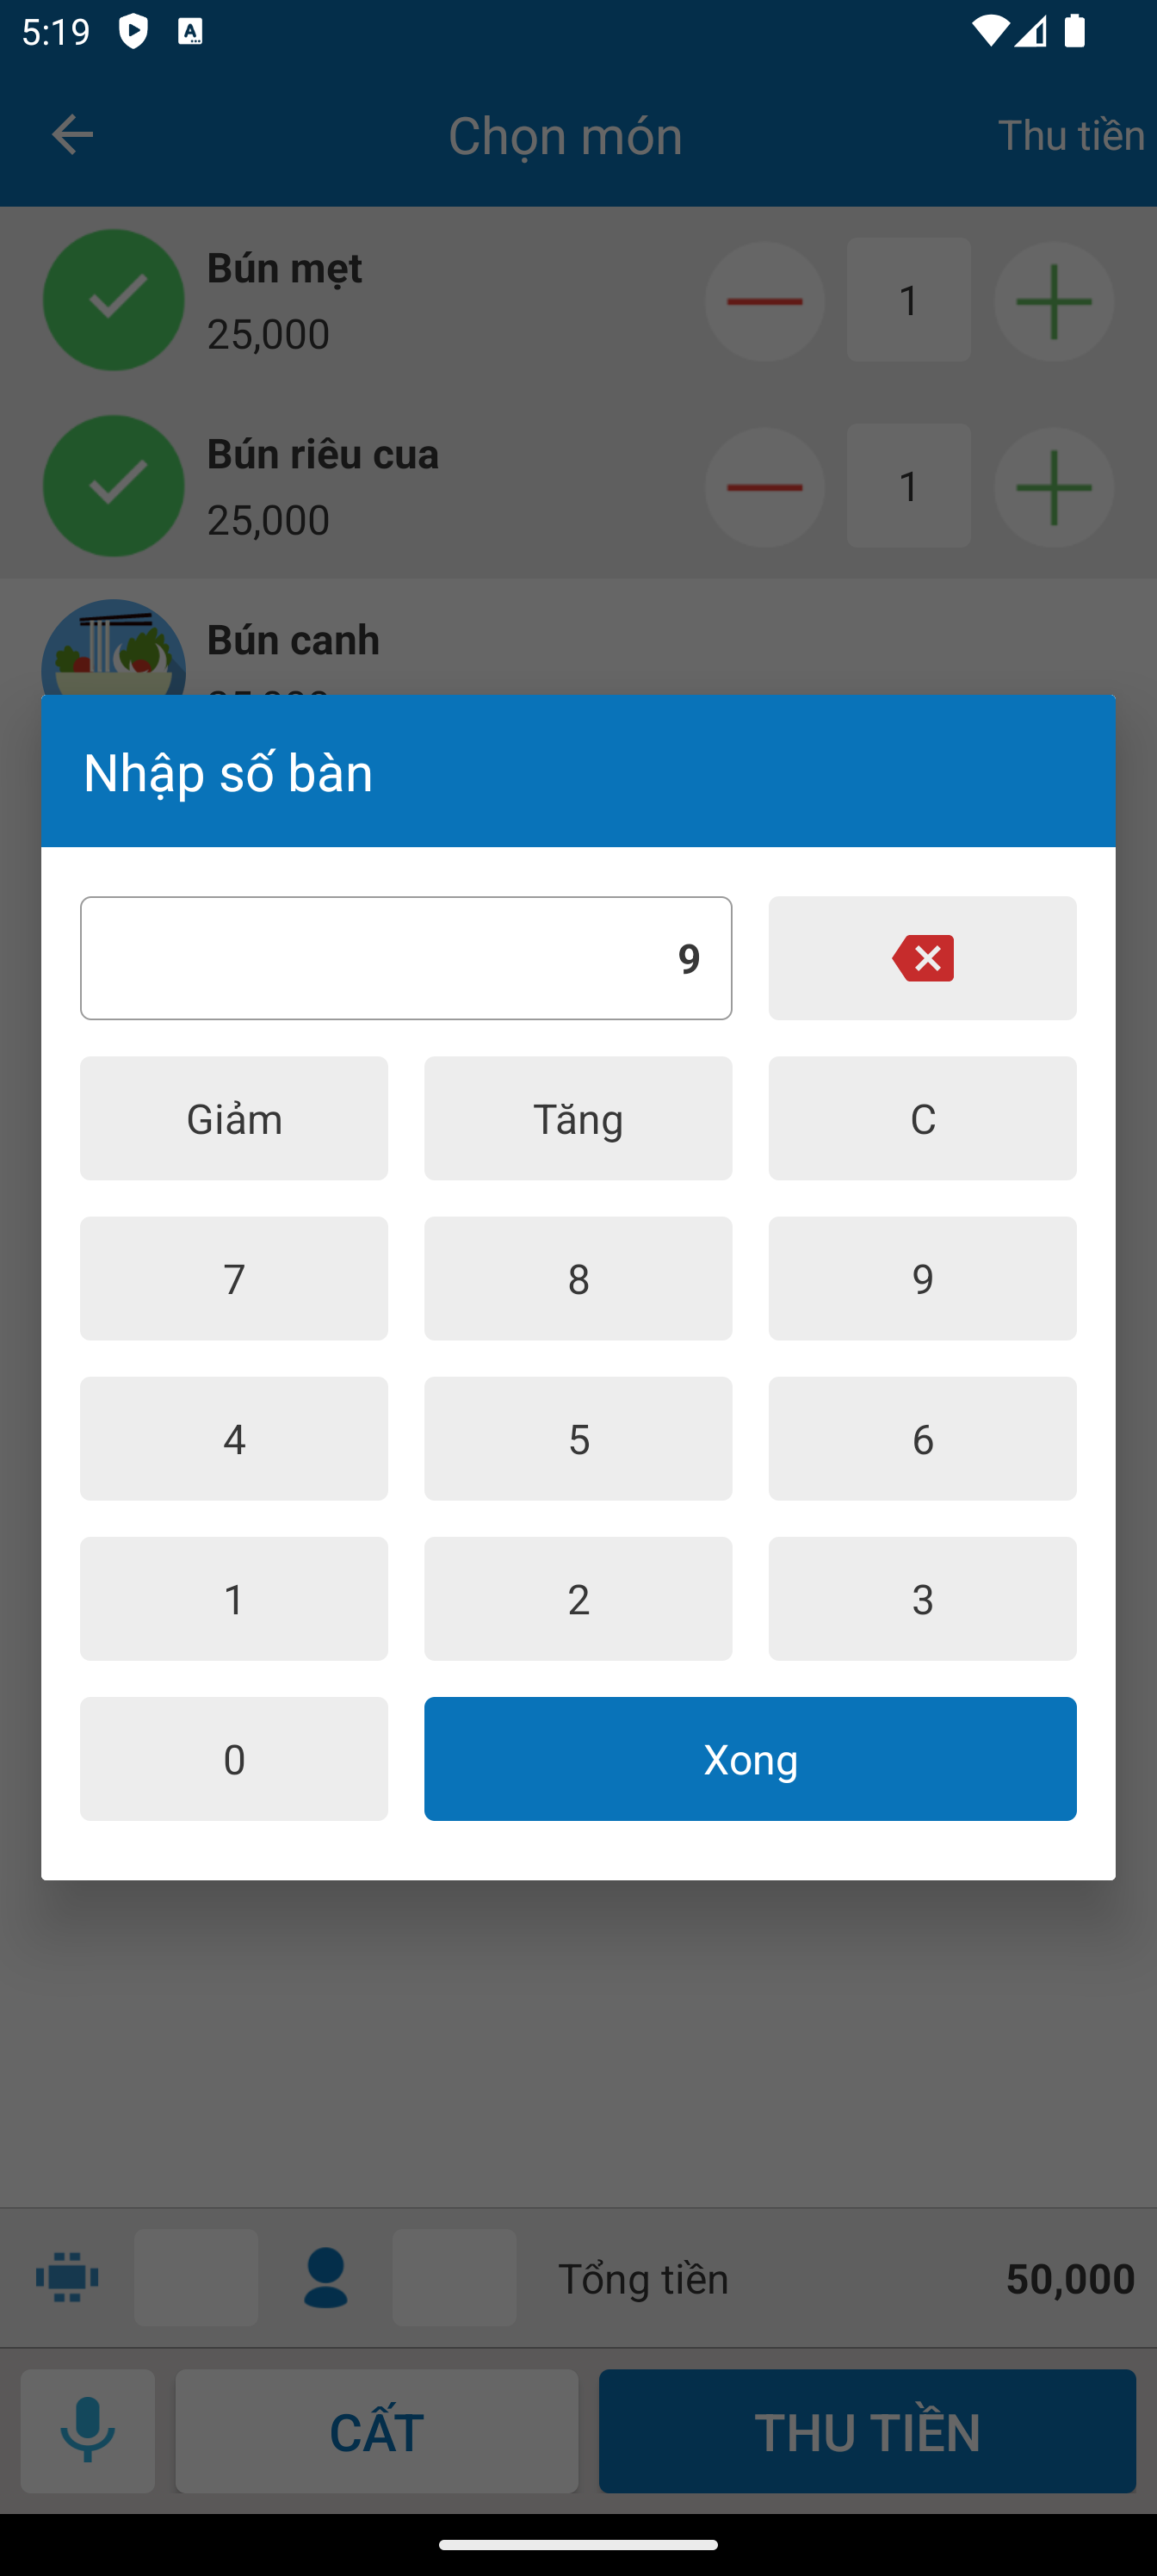 5:19
Chọn món
Thu tiền
Bún mẹt
25,000
1
Bún riêu cua
25,000
1
Bún canh
Nhập số bàn
9
Giảm
Tăng
C
7
8
9
4
5
6
1
2
3
0
Xong
Tổng tiền
50,000
CẤT
THU TIỀN